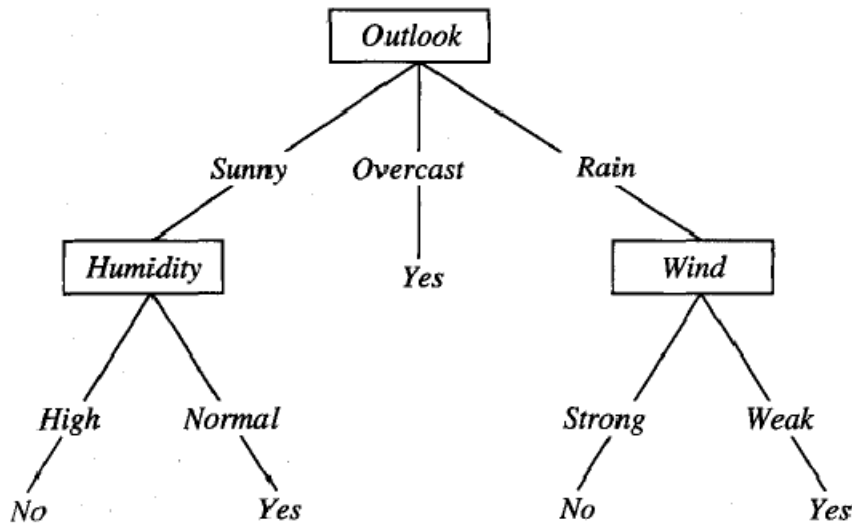 Outlook
Sunny Overcast Rain
Humidity Yes Wind
High Normal Strong Weak
No Yes No Yes